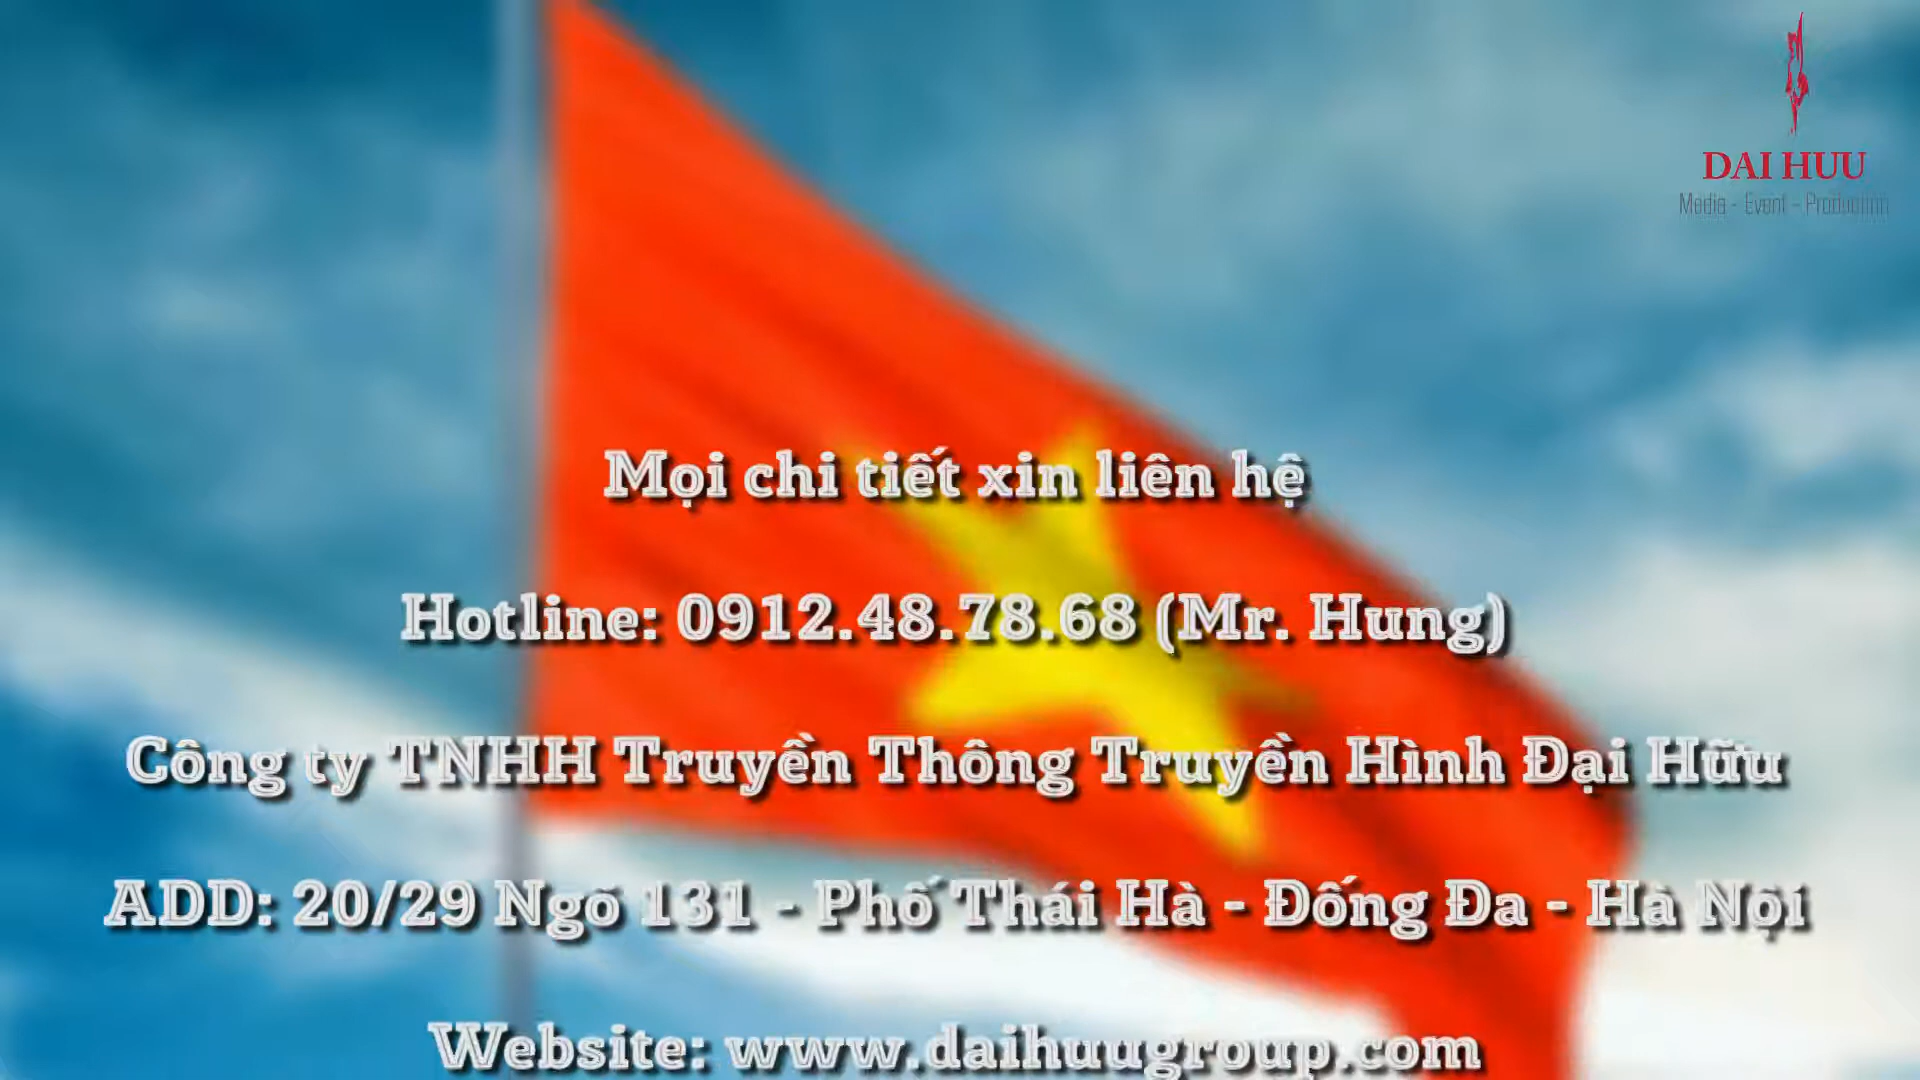 DAI HUU
Media - Event - Production
Mọi chi tiết xin liên hệ
Hotline: 0912.48.78.68 (Mr. Hung)
Công ty TNHH Truyền Thông Truyền Hình Đại Hữu
ADD: 20/29 Ngõ 131 - Phố Thái Hà - Đống Đa - Hà Nội
Website: www.daihuugroup.com